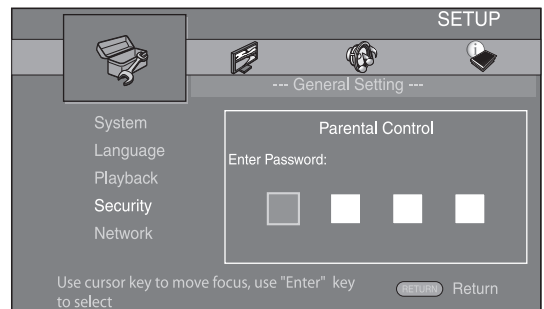 SETUP
--- General Setting ---
System
Language
Playback
Security
Network
Parental Control
Enter Password:
Use cursor key to move focus, use "Enter" key
to select
RETURN Return